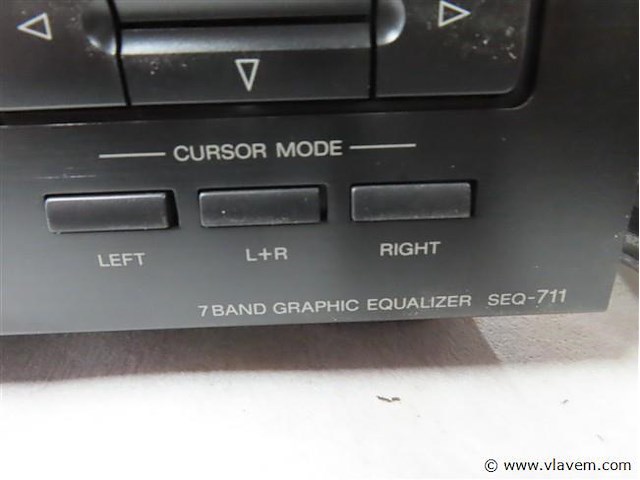 CURSOR MODE
LEFT L+R RIGHT
7 BAND GRAPHIC EQUALIZER SEQ-711
© www.vlavem.com